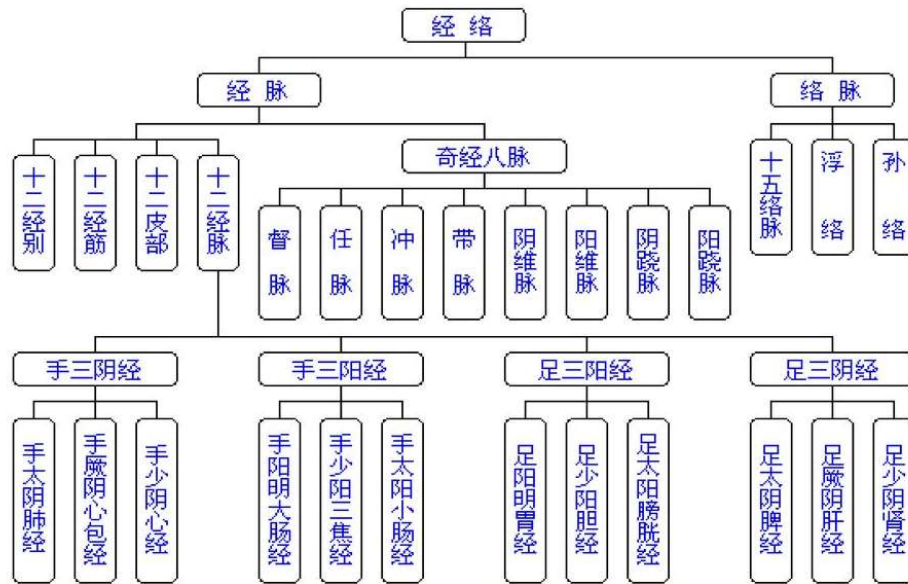 经 络
经 脉
络 脉
十二经别
十二经筋
十二皮部
十二经脉
奇经八脉
十五络脉
浮 络
孙 络
督 脉
任 脉
冲 脉
带 脉
阴维脉
阳维脉
阴跷脉
阳跷脉
手三阴经
手三阳经
足三阳经
足三阴经
手太阴肺经
手厥阴心包经
手少阴心经
手阳明大肠经
手少阳三焦经
手太阳小肠经
足阳明胃经
足少阳胆经
足太阳膀胱经
足太阴脾经
足厥阴肝经
足少阴肾经